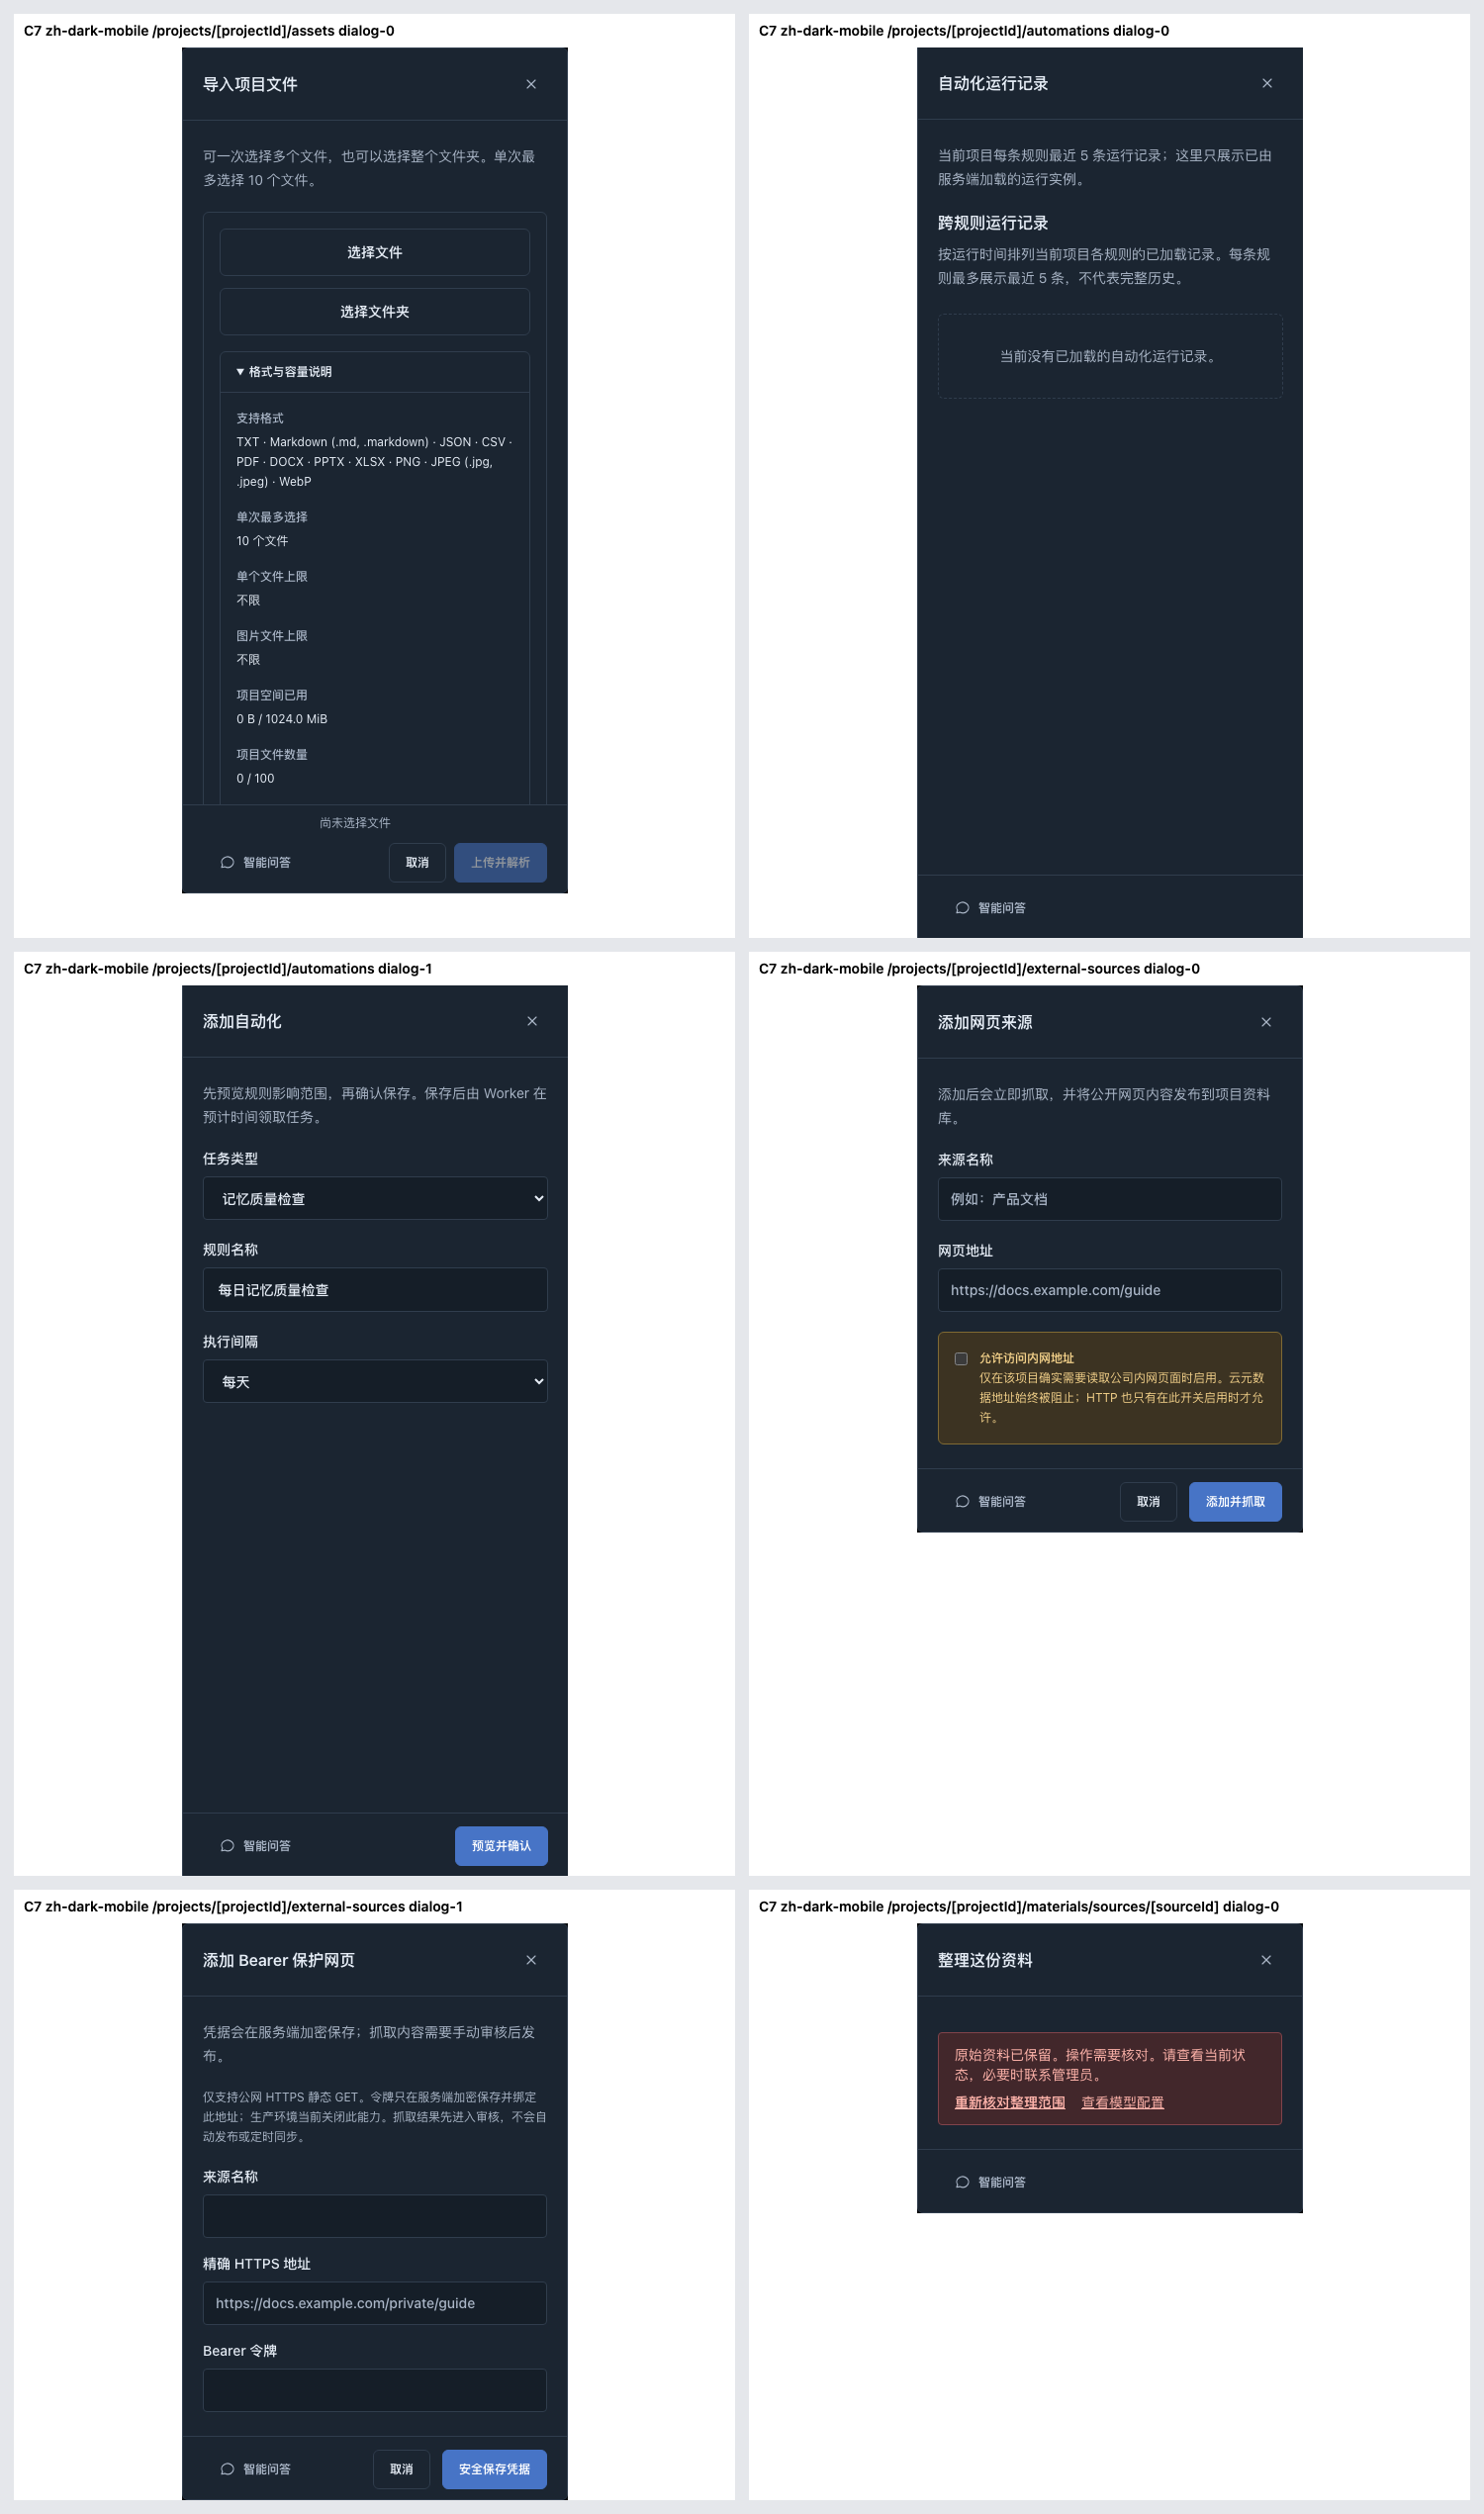 C7 zh-dark-mobile /projects/[projectId]/assets dialog-0
导入项目文件
可一次选择多个文件，也可以选择整个文件夹。单次最
多选择 10 个文件。
选择文件
选择文件夹
▼ 格式与容量说明
支持格式
TXT · Markdown (.md, .markdown) · JSON · CSV ·
PDF · DOCX · PPTX · XLSX · PNG · JPEG (.jpg,
.jpeg) · WebP
单次最多选择
10 个文件
单个文件上限
不限
图片文件上限
不限
项目空间已用
0 B / 1024.0 MiB
项目文件数量
0 / 100
尚未选择文件
智能问答
取消
上传并解析
C7 zh-dark-mobile /projects/[projectId]/automations dialog-0
自动化运行记录
当前项目每条规则最近 5 条运行记录；这里只展示已由
服务端加载的运行实例。
跨规则运行记录
按运行时间排列当前项目各规则的已加载记录。每条规
则最多展示最近 5 条，不代表完整历史。
当前没有已加载的自动化运行记录。
智能问答
C7 zh-dark-mobile /projects/[projectId]/automations dialog-1
添加自动化
先预览规则影响范围，再确认保存。保存后由 Worker 在
预计时间领取任务。
任务类型
记忆质量检查
规则名称
每日记忆质量检查
执行间隔
每天
智能问答
预览并确认
C7 zh-dark-mobile /projects/[projectId]/external-sources dialog-0
添加网页来源
添加后会立即抓取，并将公开网页内容发布到项目资料
库。
来源名称
例如：产品文档
网页地址
https://docs.example.com/guide
允许访问内网地址
仅在该项目确实需要读取公司内网页面时启用。云元数
据地址始终被阻止；HTTP 也只有在此开关启用时才允
许。
智能问答
取消
添加并抓取
C7 zh-dark-mobile /projects/[projectId]/external-sources dialog-1
添加 Bearer 保护网页
凭据会在服务端加密保存；抓取内容需要手动审核后发
布。
仅支持公网 HTTPS 静态 GET。令牌只在服务端加密保存并绑定
此地址；生产环境当前关闭此能力。抓取结果先进入审核，不会自
动发布或定时同步。
来源名称
精确 HTTPS 地址
https://docs.example.com/private/guide
Bearer 令牌
智能问答
取消
安全保存凭据
C7 zh-dark-mobile /projects/[projectId]/materials/sources/[sourceId] dialog-0
整理这份资料
原始资料已保留。操作需要核对。请查看当前状
态，必要时联系管理员。
重新核对整理范围
查看模型配置
智能问答